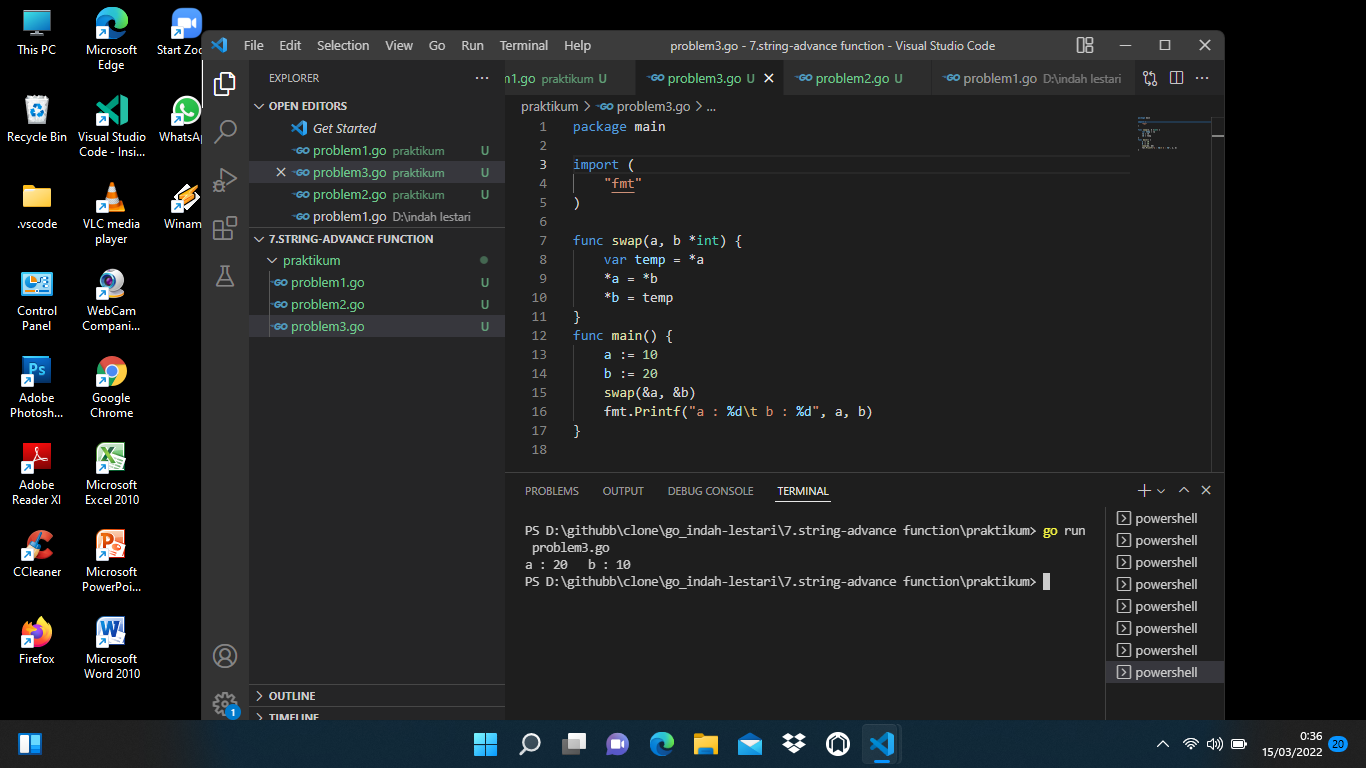 This PC
Microsoft Edge
Start Zoo
Recycle Bin
Visual Studio Code - Insi...
WhatsAp
.vscode
VLC media player
Winam
Control Panel
WebCam Compani...
Adobe Photosh...
Google Chrome
Adobe Reader XI
Microsoft Excel 2010
CCleaner
Microsoft PowerPoi...
Firefox
Microsoft Word 2010
File Edit Selection View Go Run Terminal Help
problem3.go - 7.string-advance function - Visual Studio Code
EXPLORER
OPEN EDITORS
Get Started
problem1.go praktikum U
problem3.go praktikum U
problem2.go praktikum U
problem1.go D:\indah lestari
7.STRING-ADVANCE FUNCTION
praktikum
problem1.go U
problem2.go U
problem3.go U
OUTLINE
TIMELINE
1
m1.go praktikum U problem3.go U problem2.go U problem1.go D:\indah lestari
praktikum > problem3.go > ...
1 package main
2
3 import (
4 "fmt"
5 )
6
7 func swap(a, b *int) {
8 var temp = *a
9 *a = *b
10 *b = temp
11 }
12 func main() {
13 a := 10
14 b := 20
15 swap(&a, &b)
16 fmt.Printf("a : %d\t b : %d", a, b)
17 }
18
PROBLEMS OUTPUT DEBUG CONSOLE TERMINAL
PS D:\githubb\clone\go_indah-lestari\7.string-advance function\praktikum> go run
problem3.go
a : 20 b : 10
PS D:\githubb\clone\go_indah-lestari\7.string-advance function\praktikum>
powershell
powershell
powershell
powershell
powershell
powershell
powershell
powershell
0:36
15/03/2022
20